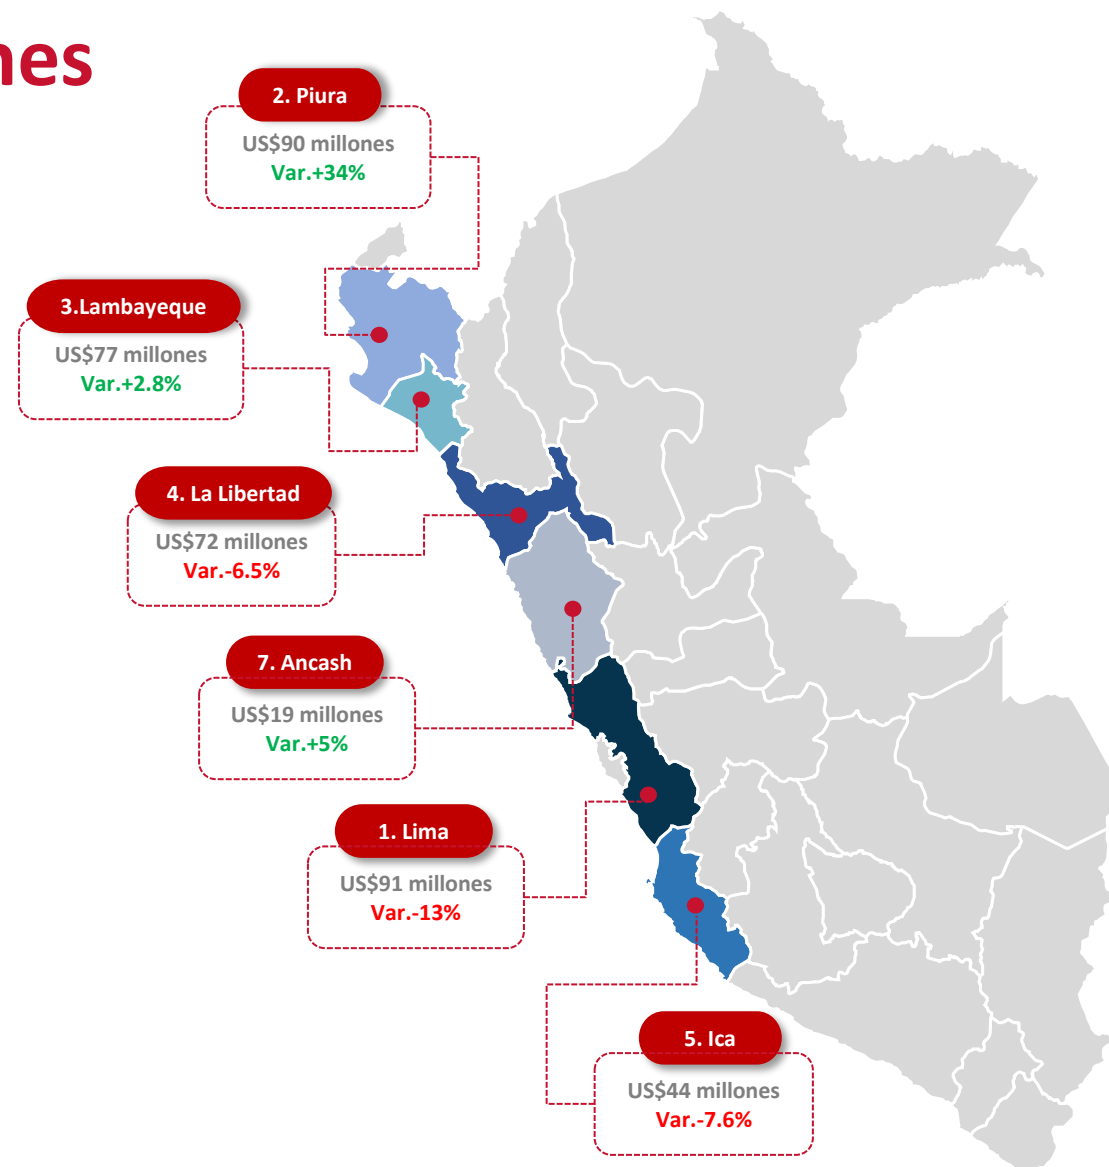 nes
2. Piura
US$90 millones
Var.+34%
3.Lambayeque
US$77 millones
Var.+2.8%
4. La Libertad
US$72 millones
Var.-6.5%
7. Ancash
US$19 millones
Var.+5%
1. Lima
US$91 millones
Var.-13%
5. Ica
US$44 millones
Var.-7.6%